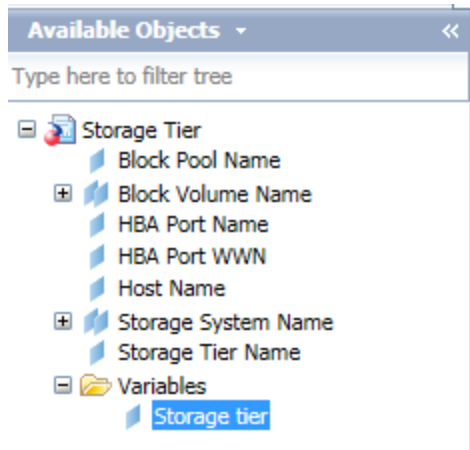 Available Objects
Type here to filter tree
Storage Tier
Block Pool Name
Block Volume Name
HBA Port Name
HBA Port WWN
Host Name
Storage System Name
Storage Tier Name
Variables
Storage tier